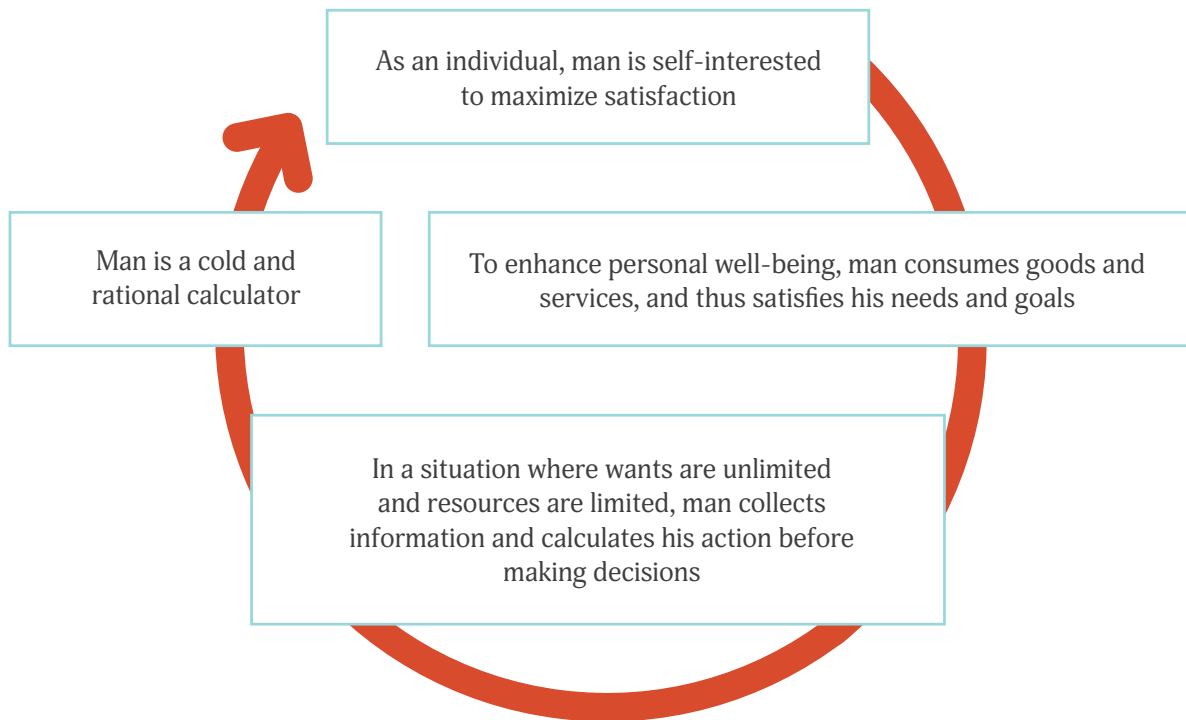 As an individual, man is self-interested
to maximize satisfaction
To enhance personal well-being, man consumes goods and
services, and thus satisfies his needs and goals
In a situation where wants are unlimited
and resources are limited, man collects
information and calculates his action before
making decisions
Man is a cold and
rational calculator